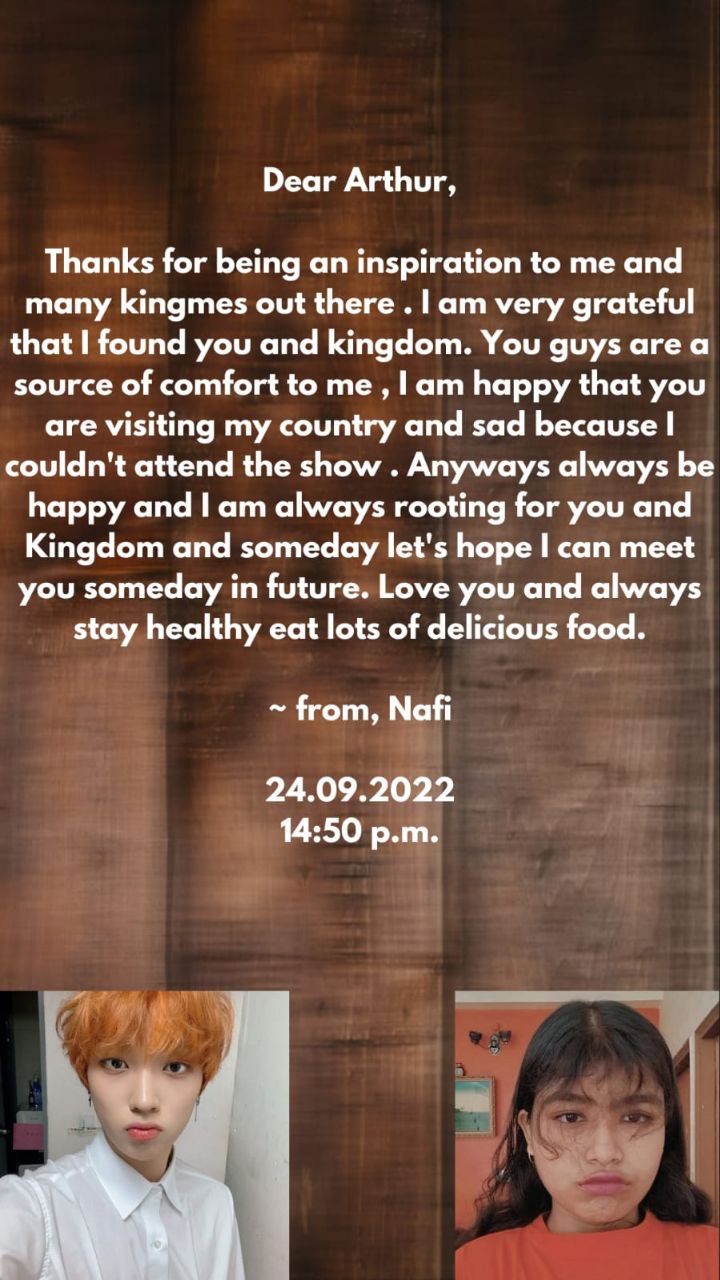 Dear Arthur,
Thanks for being an inspiration to me and
many kingmes out there . I am very grateful
that I found you and kingdom. You guys are a
source of comfort to me , I am happy that you
are visiting my country and sad because I
couldn't attend the show . Anyways always be
happy and I am always rooting for you and
Kingdom and someday let's hope I can meet
you someday in future. Love you and always
stay healthy eat lots of delicious food.
~ from, Nafi
24.09.2022
14:50 p.m.